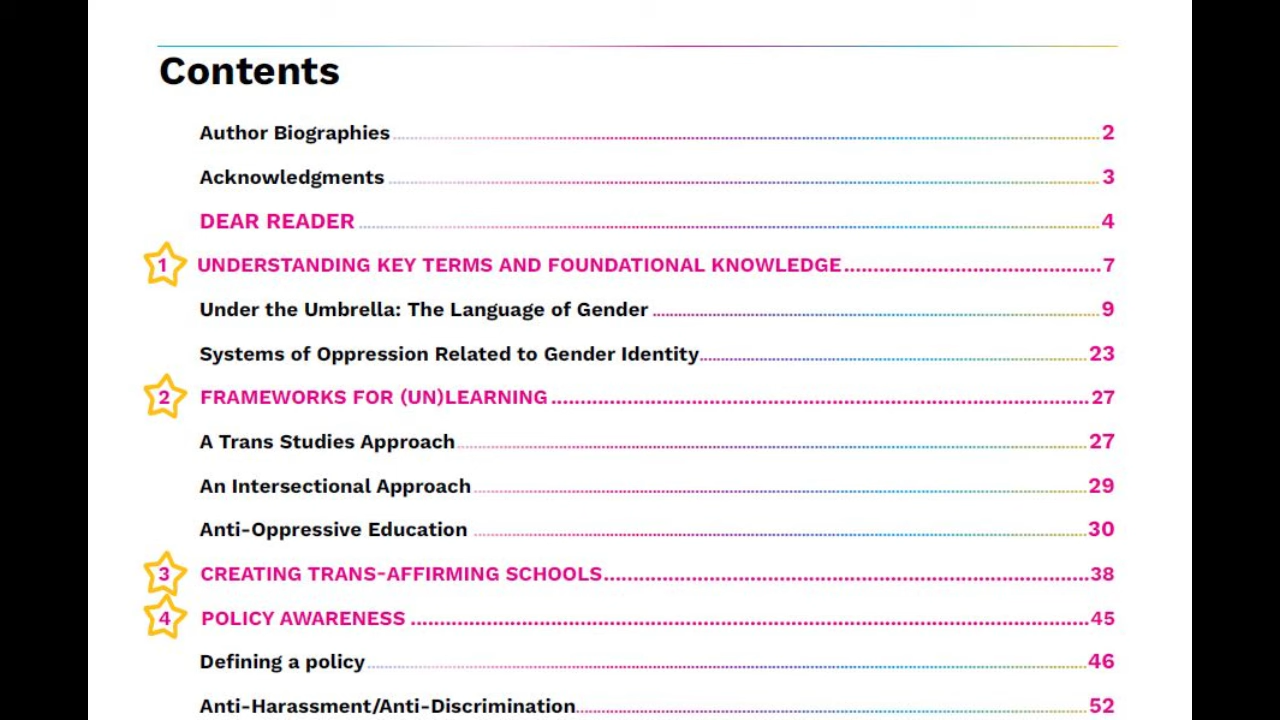 Contents
Author Biographies 2
Acknowledgments 3
DEAR READER 4
1 UNDERSTANDING KEY TERMS AND FOUNDATIONAL KNOWLEDGE 7
Under the Umbrella: The Language of Gender 9
Systems of Oppression Related to Gender Identity 23
2 FRAMEWORKS FOR (UN)LEARNING 27
A Trans Studies Approach 27
An Intersectional Approach 29
Anti-Oppressive Education 30
3 CREATING TRANS-AFFIRMING SCHOOLS 38
4 POLICY AWARENESS 45
Defining a policy 46
Anti-Harassment/Anti-Discrimination 52